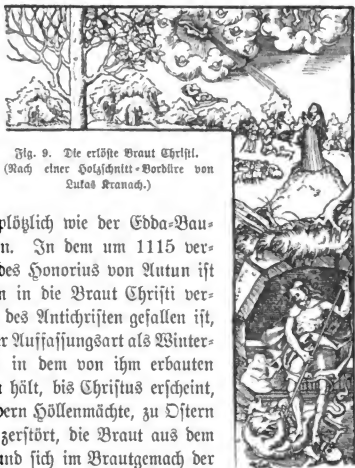 Fig. 9. Die erlöste Braut Christi.
(Nach einer Holzschnitt-Bordüre von
Lukas Kranach.)
plötzlich wie der Edda-Bau-
n. In dem um 1115 ver-
des Honorius von Autun ist
n in die Braut Christi ver-
des Antichristen gefallen ist,
er Auffassungsart als Winter-
in dem von ihm erbauten
n hält, bis Christus erscheint,
bern Höllenmächte, zu Ostern
zerstört, die Braut aus dem
und sich im Brautgemach der